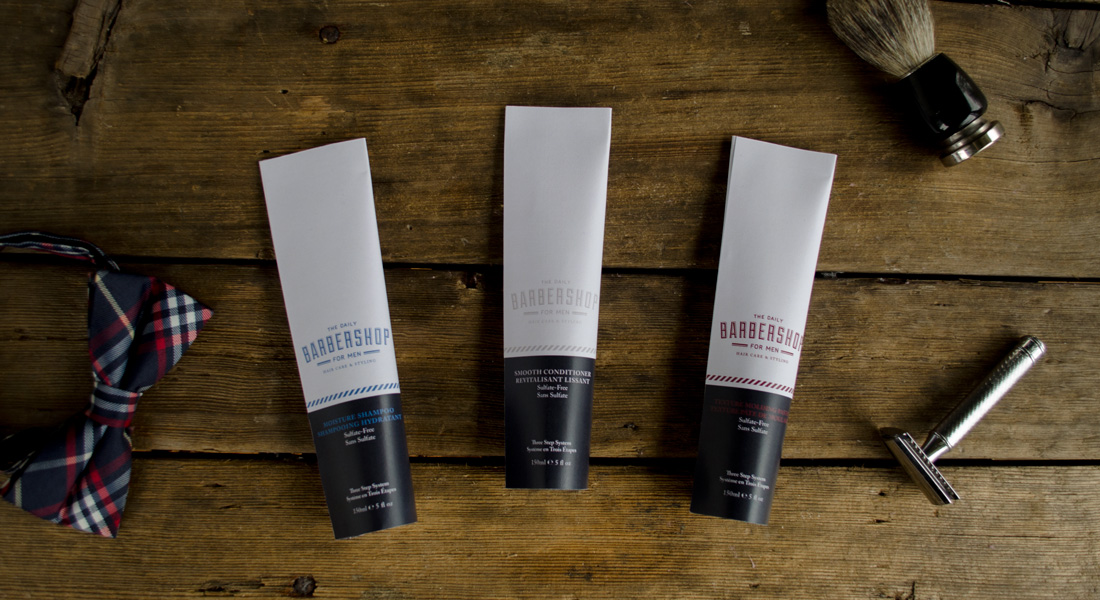 THE DAILY
BARBERSHOP
FOR MEN
HAIR CARE & STYLING
MOISTURE SHAMPOO
SHAMPOOING HYDRATANT
Sulfate-Free
Sans Sulfate
Three Step System
Système en Trois Étapes
150ml ℮ 5 fl oz
THE DAILY
BARBERSHOP
FOR MEN
HAIR CARE & STYLING
SMOOTH CONDITIONER
REVITALISANT LISSANT
Sulfate-Free
Sans Sulfate
Three Step System
Système en Trois Étapes
150ml ℮ 5 fl oz
THE DAILY
BARBERSHOP
FOR MEN
HAIR CARE & STYLING
Sulfate-Free
Sans Sulfate
Three Step System
Système en Trois Étapes
150ml ℮ 5 fl oz